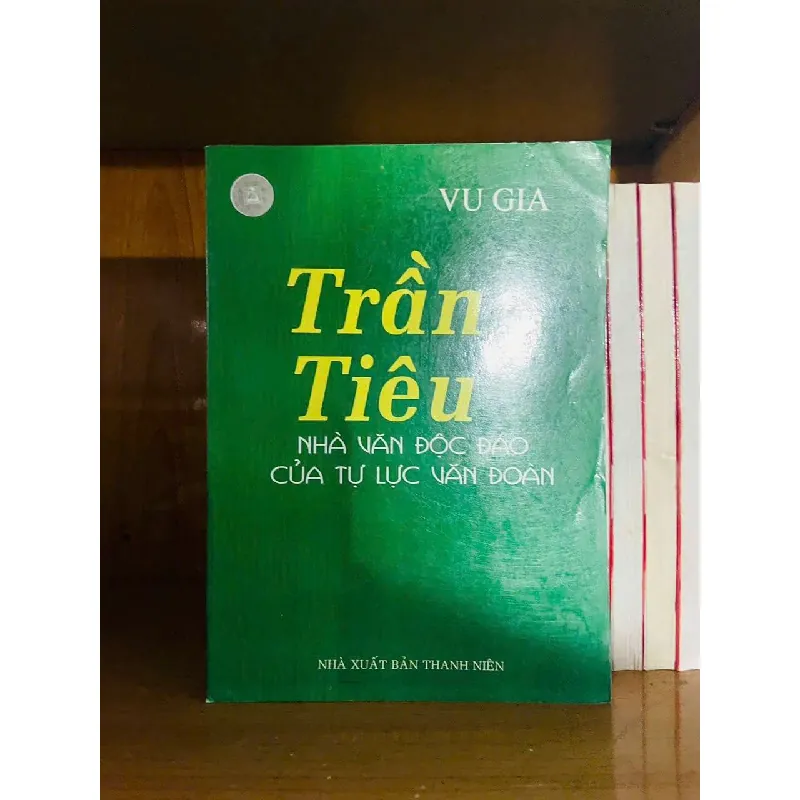 VU GIA
Trần
Tiêu
NHÀ VĂN ĐỘC ĐÁO
CỦA TỰ LỰC VĂN ĐOÀN
NHÀ XUẤT BẢN THANH NIÊN